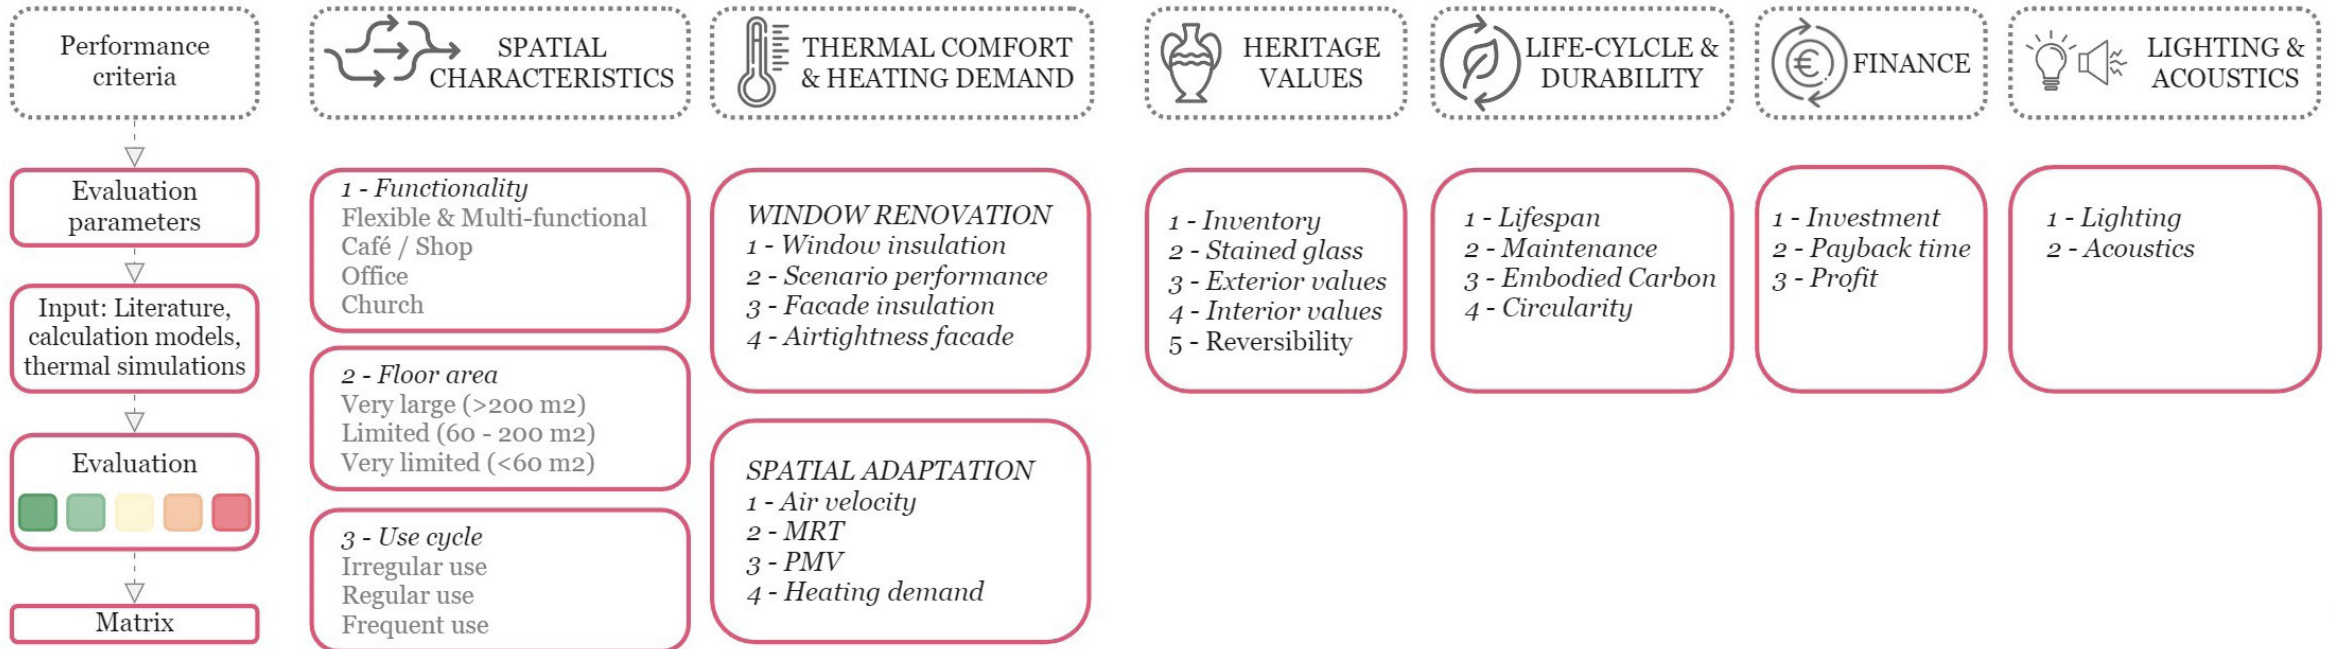 Performance
criteria
Evaluation
parameters
Input: Literature,
calculation models,
thermal simulations
Evaluation
Matrix
SPATIAL
CHARACTERISTICS
1 - Functionality
Flexible & Multi-functional
Café / Shop
Office
Church
2 - Floor area
Very large (>200 m2)
Limited (60 - 200 m2)
Very limited (<60 m2)
3 - Use cycle
Irregular use
Regular use
Frequent use
THERMAL COMFORT
& HEATING DEMAND
WINDOW RENOVATION
1 - Window insulation
2 - Scenario performance
3 - Facade insulation
4 - Airtightness facade
SPATIAL ADAPTATION
1 - Air velocity
2 - MRT
3 - PMV
4 - Heating demand
HERITAGE
VALUES
1 - Inventory
2 - Stained glass
3 - Exterior values
4 - Interior values
5 - Reversibility
LIFE-CYLCLE &
DURABILITY
1 - Lifespan
2 - Maintenance
3 - Embodied Carbon
4 - Circularity
€ FINANCE
1 - Investment
2 - Payback time
3 - Profit
LIGHTING &
ACOUSTICS
1 - Lighting
2 - Acoustics